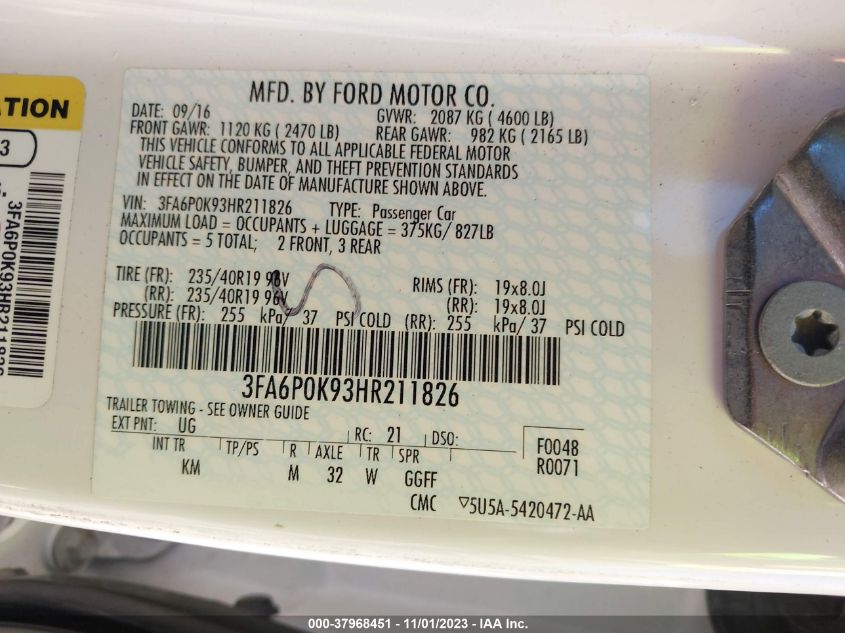 ATION
3
3FA6P0K93HR211826
MFD. BY FORD MOTOR CO.
DATE: 09/16 GVWR: 2087 KG ( 4600 LB)
FRONT GAWR: 1120 KG ( 2470 LB) REAR GAWR: 982 KG ( 2165 LB)
THIS VEHICLE CONFORMS TO ALL APPLICABLE FEDERAL MOTOR
VEHICLE SAFETY, BUMPER, AND THEFT PREVENTION STANDARDS
IN EFFECT ON THE DATE OF MANUFACTURE SHOWN ABOVE.
VIN: 3FA6P0K93HR211826 TYPE: Passenger Car
MAXIMUM LOAD = OCCUPANTS + LUGGAGE = 375KG/ 827LB
OCCUPANTS = 5 TOTAL; 2 FRONT, 3 REAR
TIRE (FR): 235/40R19 96V RIMS (FR): 19x8.0J
(RR): 235/40R19 96V (RR): 19x8.0J
PRESSURE (FR): 255 kPa/ 37 PSI COLD (RR): 255 kPa/ 37 PSI COLD
3FA6P0K93HR211826
TRAILER TOWING - SEE OWNER GUIDE
EXT PNT: UG RC: 21 DSO: F0048
INT TR TP/PS R AXLE TR SPR R0071
KM M 32 W GGFF
CMC ▽5U5A-5420472-AA
000-37968451 - 11/01/2023 - IAA Inc.